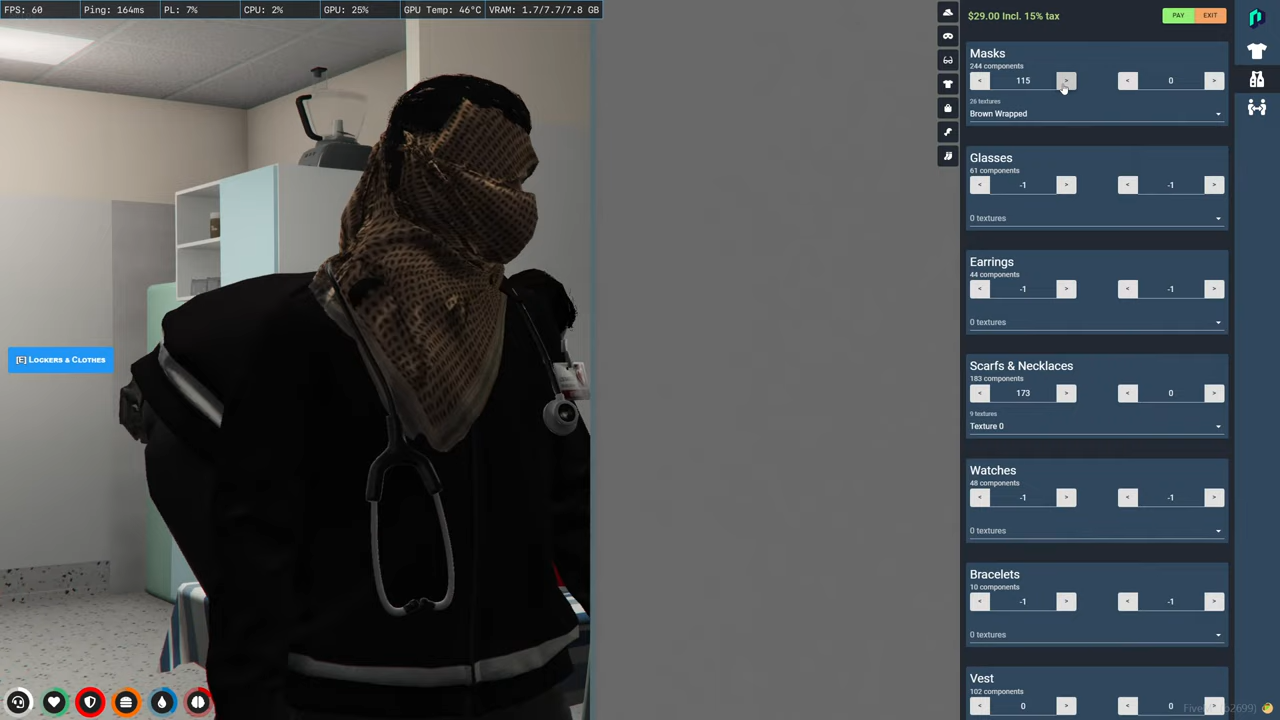 FPS: 60 Ping: 164ms PL: 7% CPU: 2% GPU: 25% GPU Temp: 46°C VRAM: 1.7/7.7/7.8 GB
$29.00 Incl. 15% tax PAY EXIT
Masks
244 components
< 115 > < 0 >
26 textures
Brown Wrapped
Glasses
61 components
< -1 > < -1 >
0 textures
Earrings
44 components
< -1 > < -1 >
0 textures
[E] Lockers & Clothes
Scarfs & Necklaces
183 components
< 173 > < 0 >
9 textures
Texture 0
Watches
48 components
< -1 > < -1 >
0 textures
Bracelets
10 components
< -1 > < -1 >
0 textures
Vest
102 components
< 0 > < 0 >